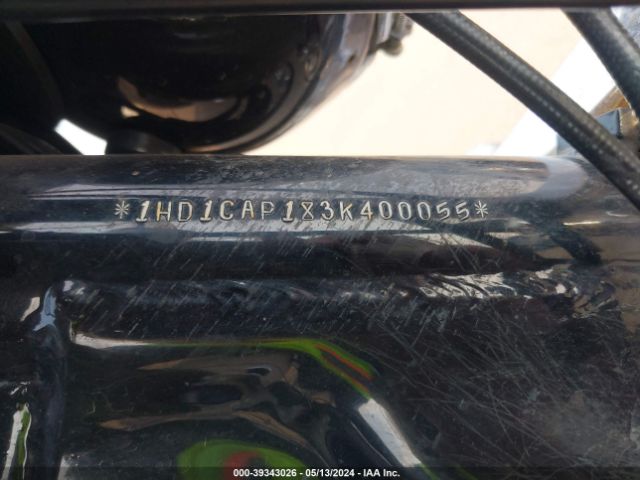 *1HD1CAP1X3K400055*
000-39343026 - 05/13/2024 - IAA Inc.